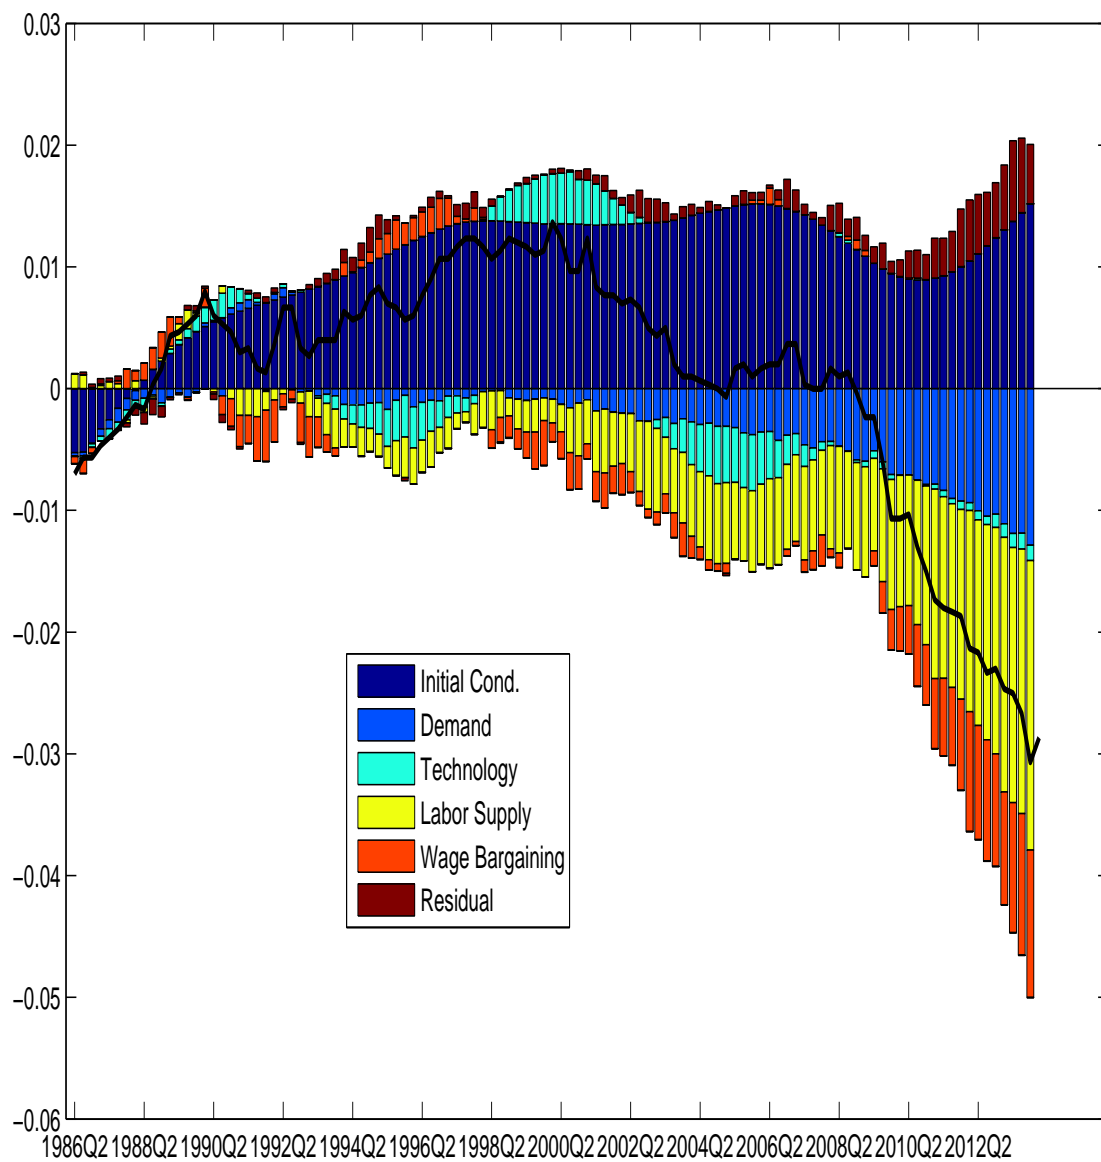 0.03
0.02
0.01
0
−0.01
−0.02
−0.03
−0.04
−0.05
−0.06
Initial Cond.
Demand
Technology
Labor Supply
Wage Bargaining
Residual
1986Q2 1988Q2 1990Q2 1992Q2 1994Q2 1996Q2 1998Q2 2000Q2 2002Q2 2004Q2 2006Q2 2008Q2 2010Q2 2012Q2